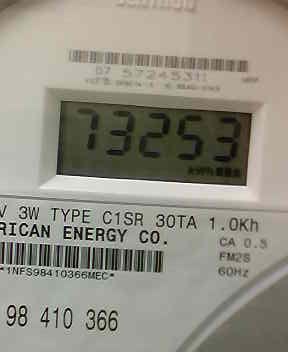 07 57245311
73253
kWh
V 3W TYPE C1SR 30TA 1.0Kh
RICAN ENERGY CO.
CA 0.5
FM2S
60Hz
*1NFS98410366MEC*
98 410 366